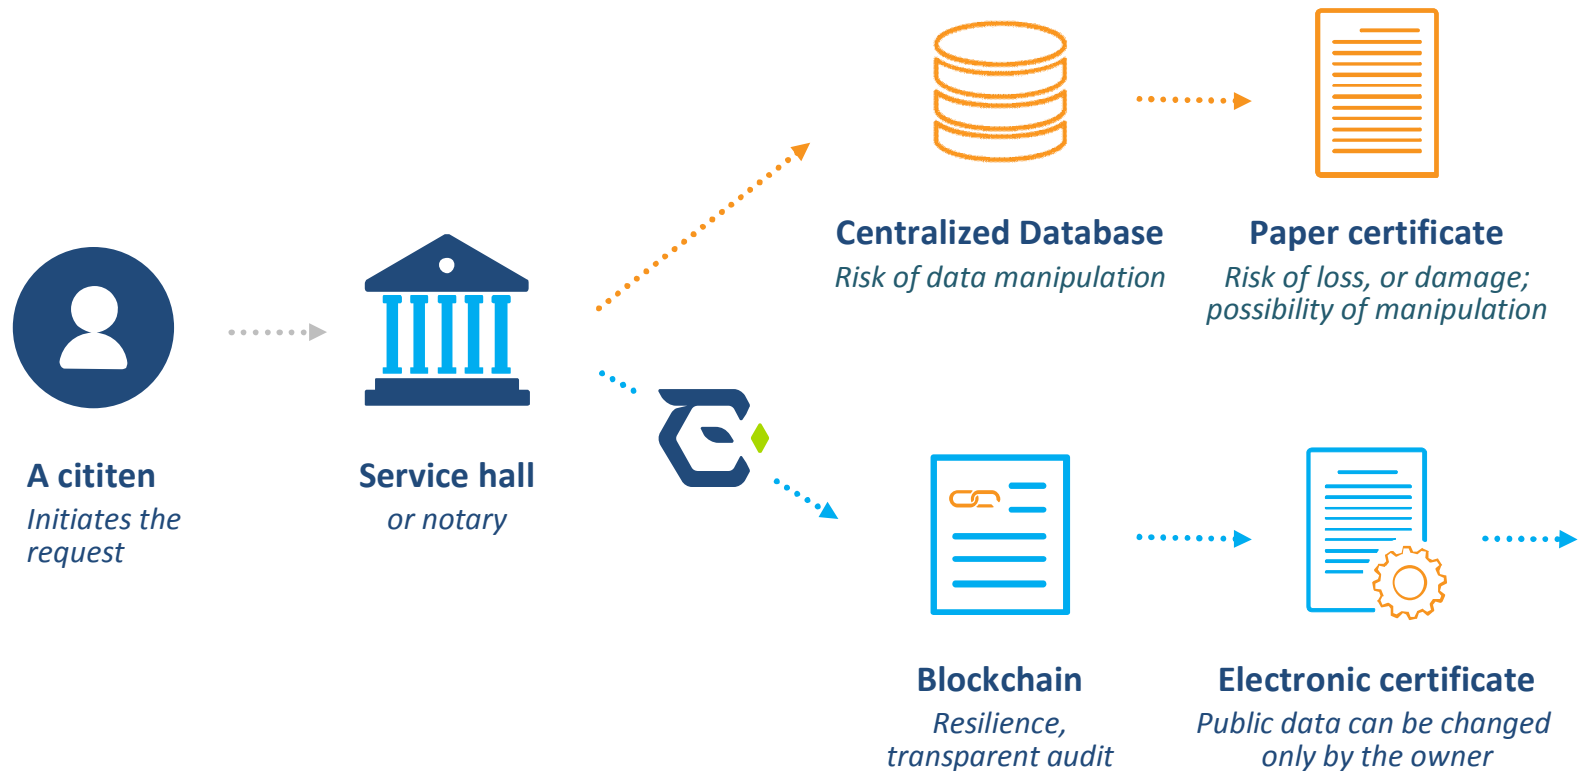 Centralized Database
Risk of data manipulation
Paper certificate
Risk of loss, or damage;
possibility of manipulation
A cititen
Initiates the
request
Service hall
or notary
Blockchain
Resilience,
transparent audit
Electronic certificate
Public data can be changed
only by the owner